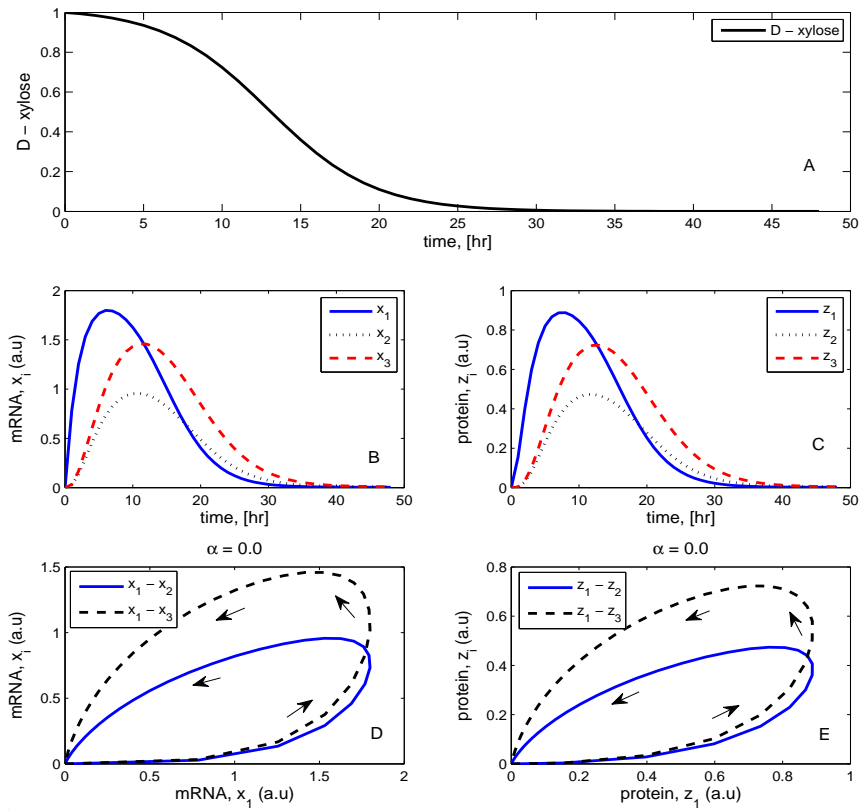 D − xylose
1
0.8
0.6
0.4
0.2
0
D − xylose
A
0 5 10 15 20 25 30 35 40 45 50
time, [hr]
2
1.5
1
0.5
0
mRNA, x_i (a.u)
x_1
x_2
x_3
B
0 10 20 30 40 50
time, [hr]
1
0.8
0.6
0.4
0.2
0
protein, z_i (a.u)
z_1
z_2
z_3
C
0 10 20 30 40 50
time, [hr]
α = 0.0
1.5
1
0.5
0
mRNA, x_i (a.u)
x_1 − x_2
x_1 − x_3
D
0 0.5 1 1.5 2
mRNA, x_1 (a.u)
α = 0.0
0.8
0.6
0.4
0.2
0
protein, z_i (a.u)
z_1 − z_2
z_1 − z_3
E
0 0.2 0.4 0.6 0.8 1
protein, z_1 (a.u)